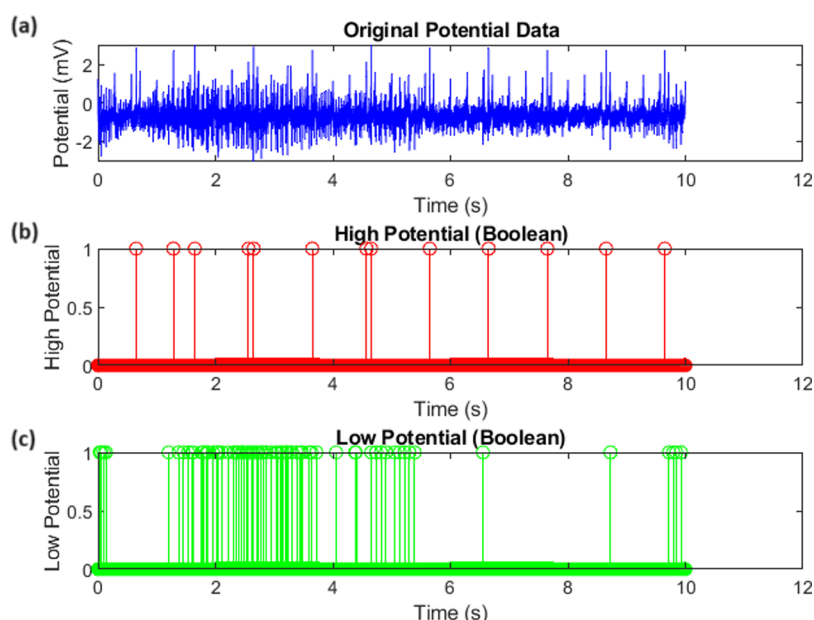 (a)
Original Potential Data
Potential (mV)
2
0
-2
0 2 4 6 8 10 12
Time (s)
(b)
High Potential (Boolean)
High Potential
1
0.5
0
0 2 4 6 8 10 12
Time (s)
(c)
Low Potential (Boolean)
Low Potential
1
0.5
0
0 2 4 6 8 10 12
Time (s)